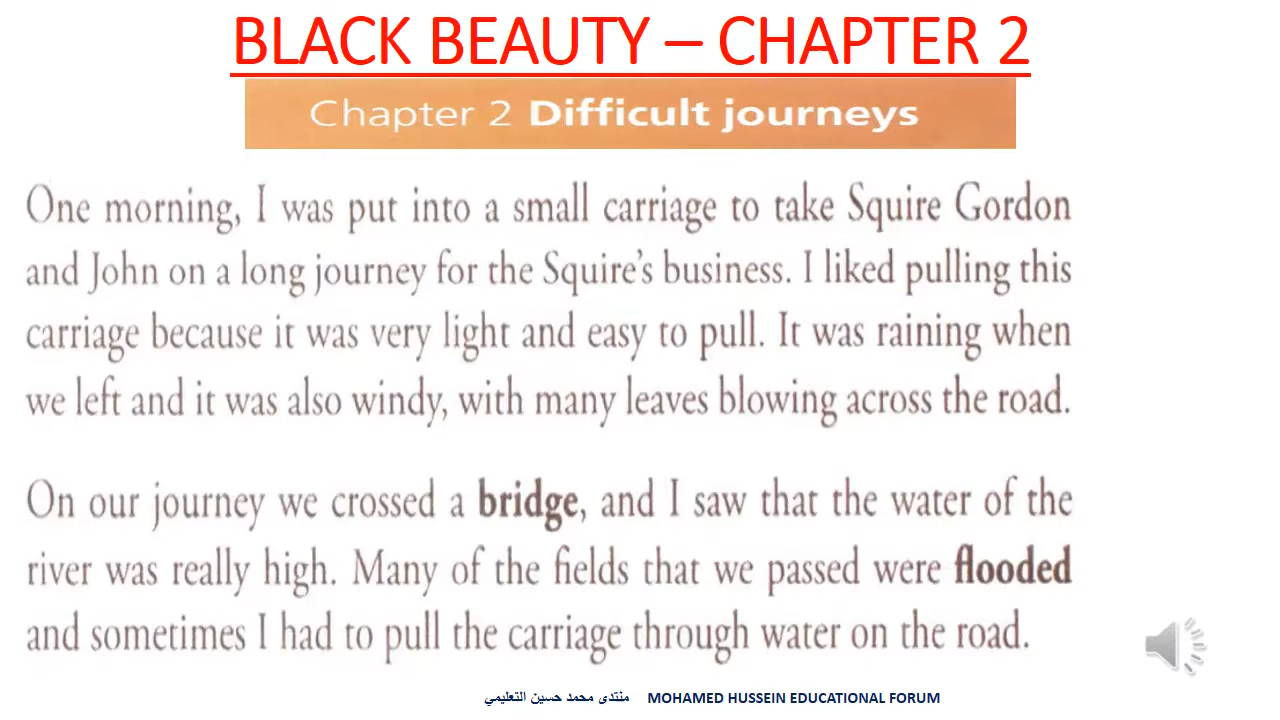 BLACK BEAUTY – CHAPTER 2
Chapter 2 Difficult journeys
One morning, I was put into a small carriage to take Squire Gordon
and John on a long journey for the Squire's business. I liked pulling this
carriage because it was very light and easy to pull. It was raining when
we left and it was also windy, with many leaves blowing across the road.
On our journey we crossed a bridge, and I saw that the water of the
river was really high. Many of the fields that we passed were flooded
and sometimes I had to pull the carriage through water on the road.
منتدى محمد حسين التعليمي MOHAMED HUSSEIN EDUCATIONAL FORUM